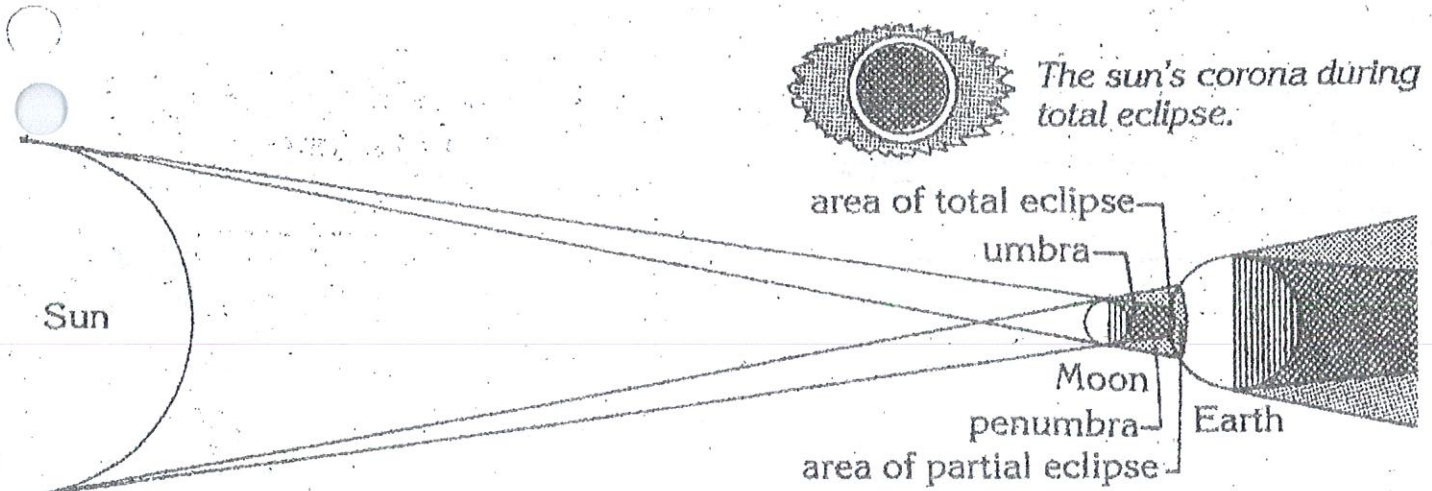 The sun's corona during
total eclipse.
area of total eclipse
umbra
Sun
Moon
penumbra
Earth
area of partial eclipse